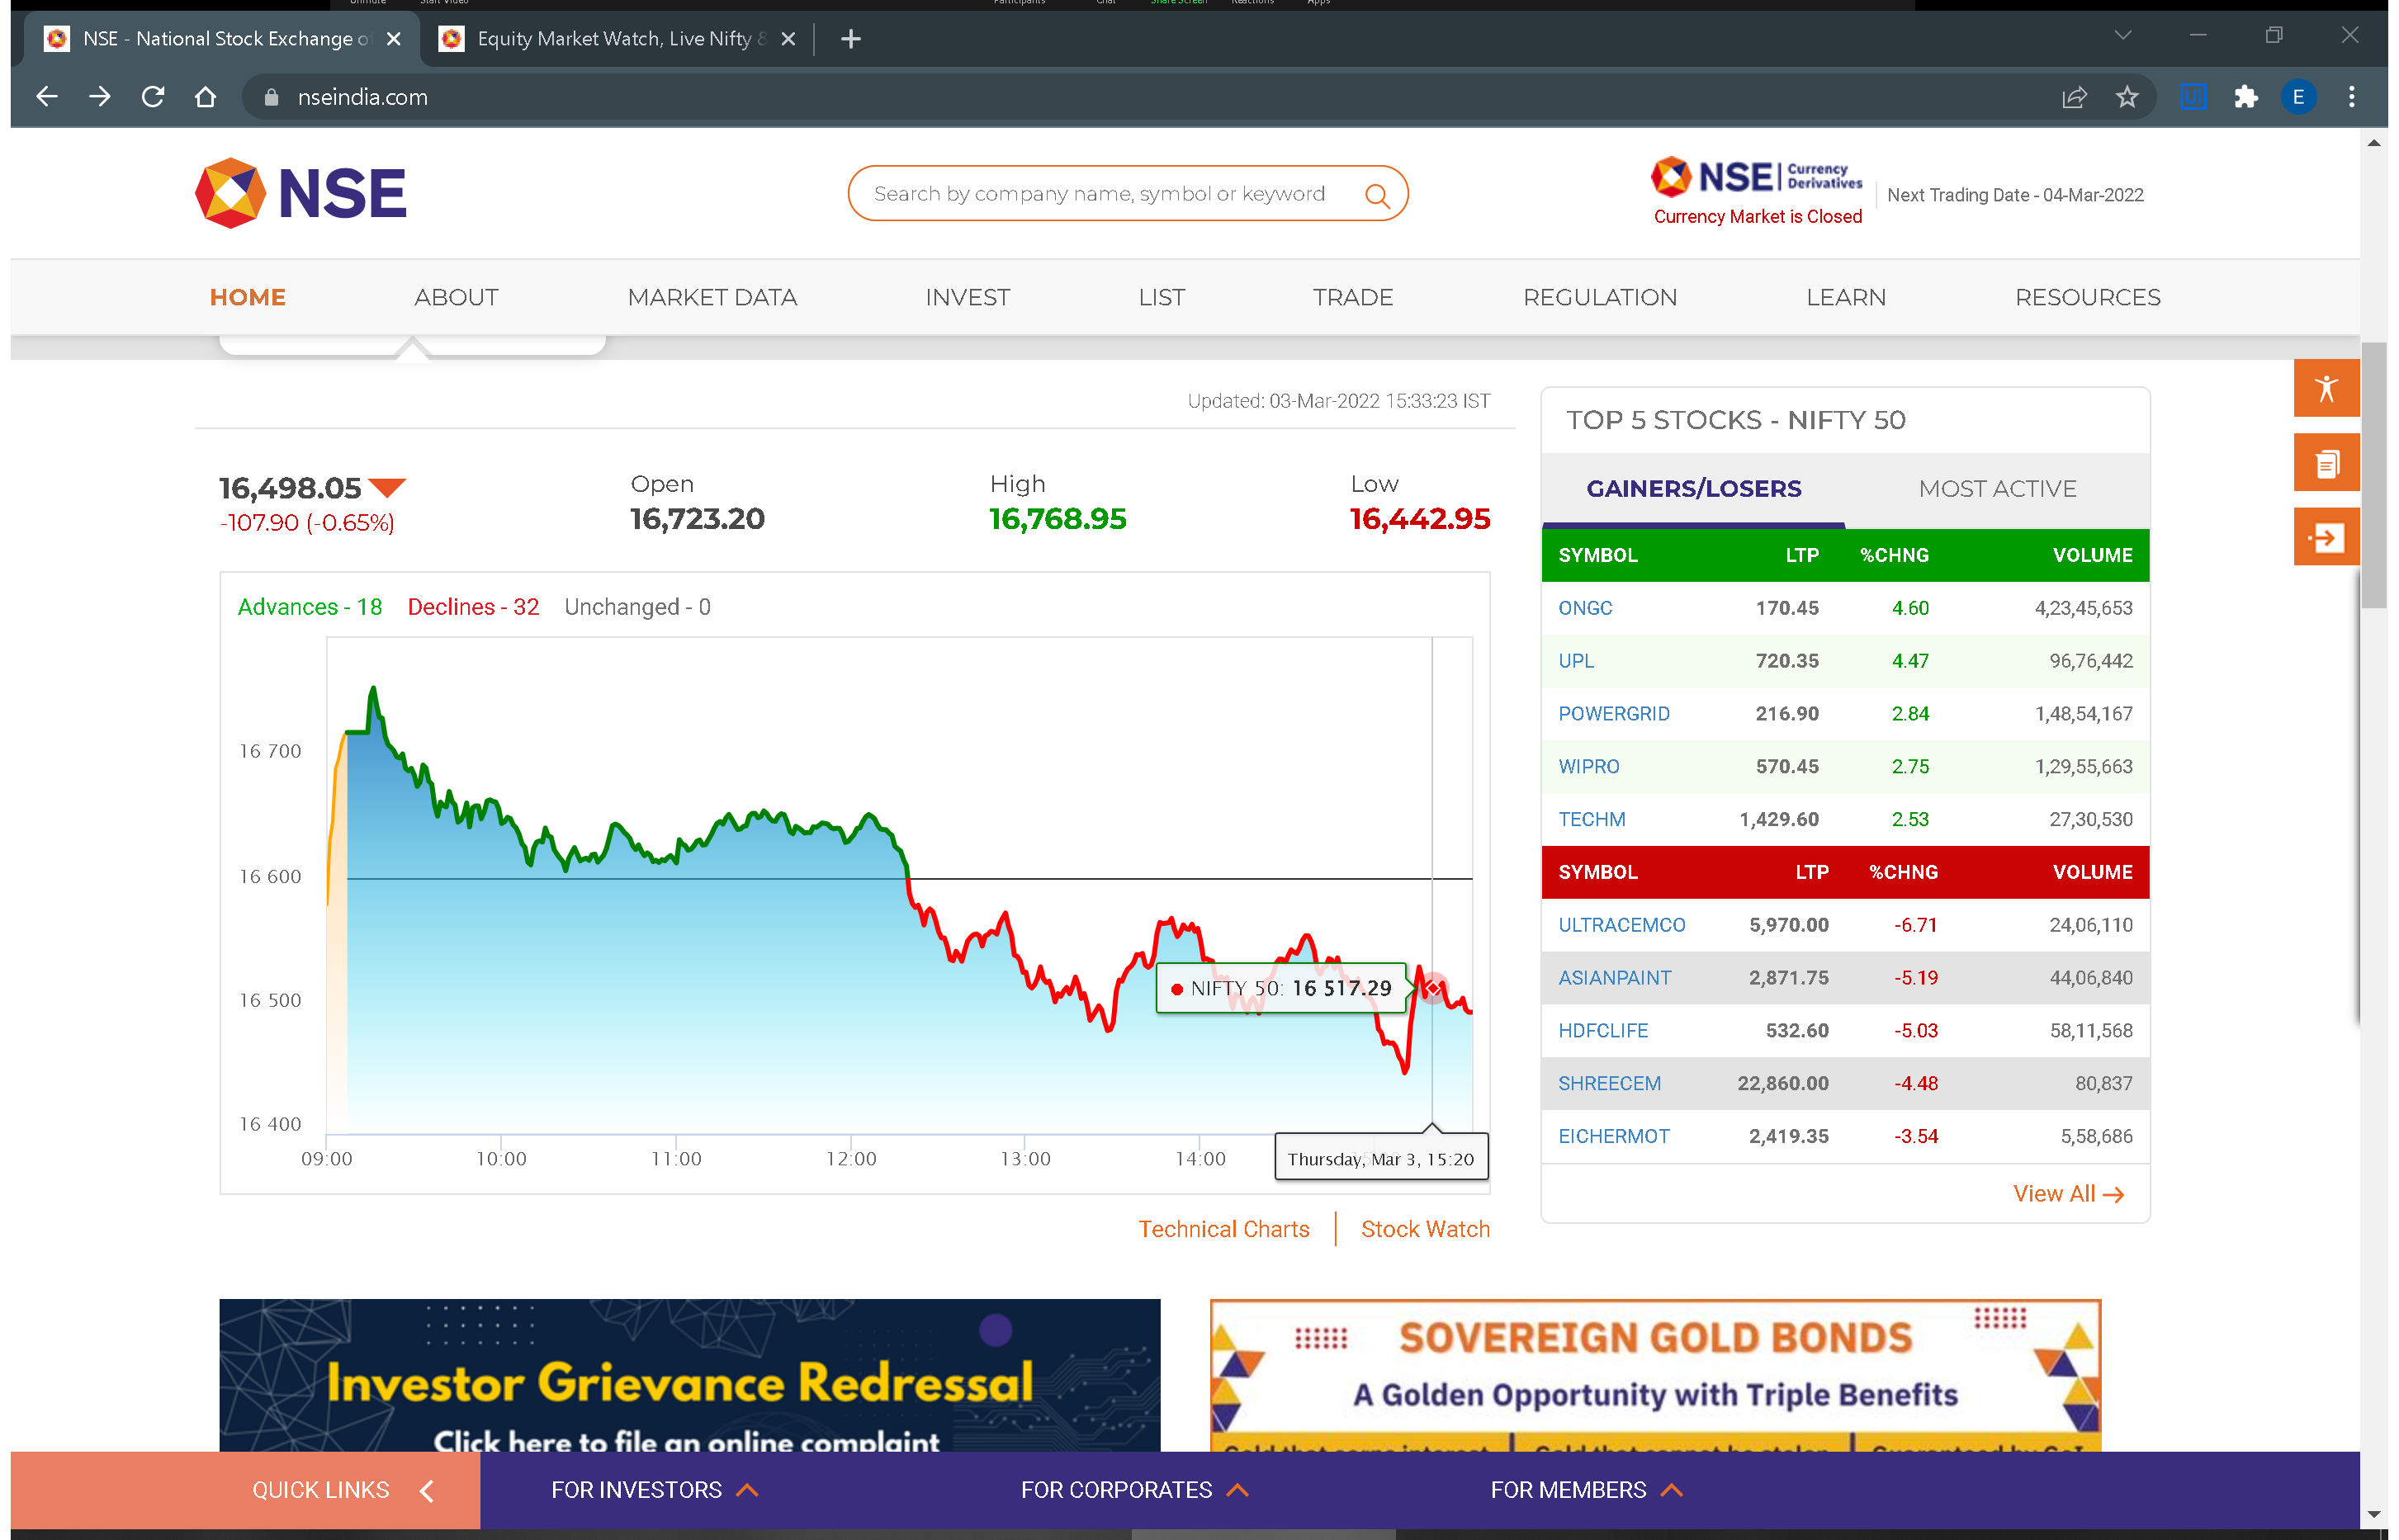 Unmute Start Video Participants Chat Share Screen Reactions Apps
NSE - National Stock Exchange of
Equity Market Watch, Live Nifty &
nseindia.com
E
NSE
Search by company name, symbol or keyword
NSE Currency Derivatives
Currency Market is Closed
Next Trading Date - 04-Mar-2022
HOME ABOUT MARKET DATA INVEST LIST TRADE REGULATION LEARN RESOURCES
Updated: 03-Mar-2022 15:33:23 IST
16,498.05
-107.90 (-0.65%)
Open
16,723.20
High
16,768.95
Low
16,442.95
Advances - 18 Declines - 32 Unchanged - 0
16 700
16 600
16 500
16 400
NIFTY 50: 16 517.29
09:00 10:00 11:00 12:00 13:00 14:00
Thursday, Mar 3, 15:20
Technical Charts
Stock Watch
TOP 5 STOCKS - NIFTY 50
GAINERS/LOSERS MOST ACTIVE
SYMBOL LTP %CHNG VOLUME
ONGC 170.45 4.60 4,23,45,653
UPL 720.35 4.47 96,76,442
POWERGRID 216.90 2.84 1,48,54,167
WIPRO 570.45 2.75 1,29,55,663
TECHM 1,429.60 2.53 27,30,530
SYMBOL LTP %CHNG VOLUME
ULTRACEMCO 5,970.00 -6.71 24,06,110
ASIANPAINT 2,871.75 -5.19 44,06,840
HDFCLIFE 532.60 -5.03 58,11,568
SHREECEM 22,860.00 -4.48 80,837
EICHERMOT 2,419.35 -3.54 5,58,686
View All
Investor Grievance Redressal
Click here to file an online complaint
SOVEREIGN GOLD BONDS
A Golden Opportunity with Triple Benefits
QUICK LINKS FOR INVESTORS FOR CORPORATES FOR MEMBERS